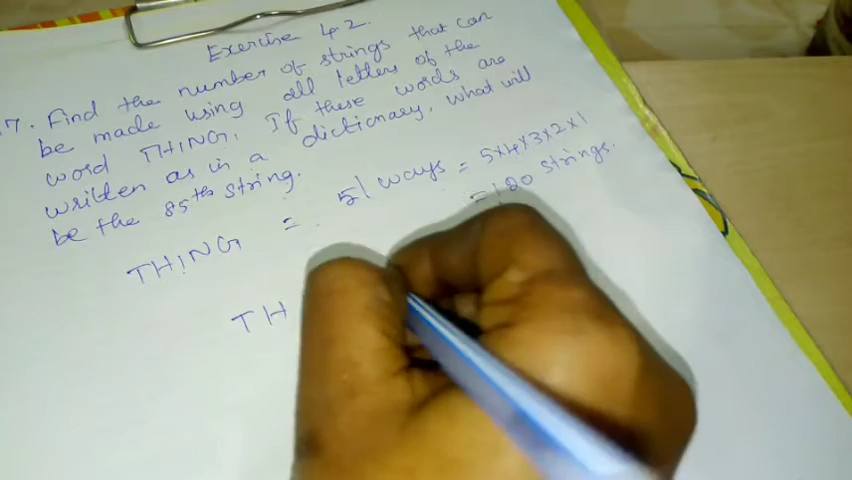 Exercise 4.2.
17. Find the number of strings that can
be made using all letters of the
word THING. If these words are
written as in a dictionary, what will
be the 85th string.
THING = 5! ways = 5×4×3×2×1
= 120 strings.
TH